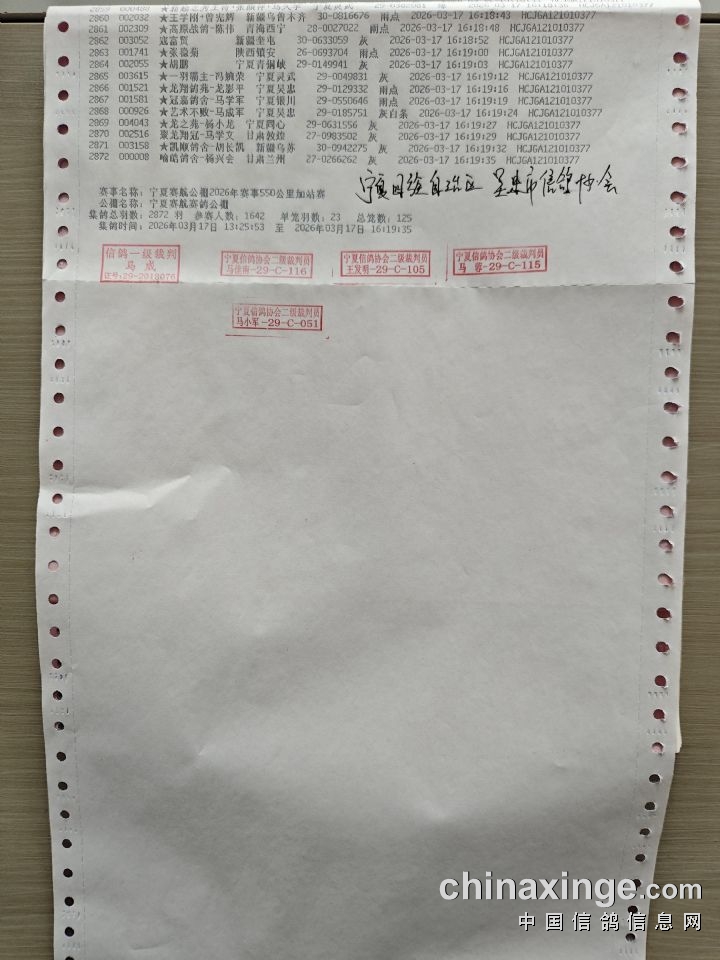 2860 002032 ★王学刚-曾宪辉 新疆乌鲁木齐 30-0816676 雨点 2026-03-17 16:18:43 HCJGA121010377
2861 002309 ★高原战鸽-陈伟 青海西宁 28-0027022 雨点 2026-03-17 16:18:48 HCJGA121010377
2862 003052 寇富贸 新疆奎屯 30-0633059 灰 2026-03-17 16:18:52 HCJGA121010377
2863 001741 ★张德菊 陕西镇安 26-0693704 雨点 2026-03-17 16:19:00 HCJGA121010377
2864 002055 ★胡鹏 宁夏青铜峡 29-0149941 灰 2026-03-17 16:19:03 HCJGA121010377
2865 003615 ★一羽霸主-冯婉荣 宁夏灵武 29-0049831 灰 2026-03-17 16:19:12 HCJGA121010377
2866 001521 ★龙翔鸽苑-龙影平 宁夏吴忠 29-0129332 雨点 2026-03-17 16:19:16 HCJGA121010377
2867 001581 ★冠嘉鸽舍-马学军 宁夏银川 29-0550646 雨点 2026-03-17 16:19:19 HCJGA121010377
2868 000926 ★艺术不败-马成军 宁夏吴忠 29-0185751 灰白条 2026-03-17 16:19:24 HCJGA121010377
2869 004043 ★龙之苑-杨小龙 宁夏同心 29-0631556 灰 2026-03-17 16:19:27 HCJGA121010377
2870 002516 聚龙翔冠-马学文 甘肃敦煌 27-0983502 灰 2026-03-17 16:19:29 HCJGA121010377
2871 003158 ★凯顺鸽舍-胡长凯 新疆乌苏 30-0942275 灰 2026-03-17 16:19:31 HCJGA121010377
2872 000008 喻皓鸽舍-杨兴会 甘肃兰州 27-0266262 灰 2026-03-17 16:19:35 HCJGA121010377
赛事名称: 宁夏赛航公棚2026年赛事550公里加站赛
公棚名称: 宁夏赛航赛鸽公棚
集鸽总羽数: 2872 羽 参赛人数: 1642 单笼羽数: 23 总笼数: 125
集鸽时间: 2026年03月17日 13:25:53 至 2026年03月17日 16:19:35
宁夏回族自治区 吴忠市信鸽协会
信鸽一级裁判
马成
证号:29-2018076
宁夏信鸽协会二级裁判员
马佳南-29-C-116
宁夏信鸽协会二级裁判员
王发明-29-C-105
宁夏信鸽协会二级裁判员
马 蓉-29-C-115
宁夏信鸽协会二级裁判员
马小军-29-C-051
chinaxinge.com
中国信鸽信息网